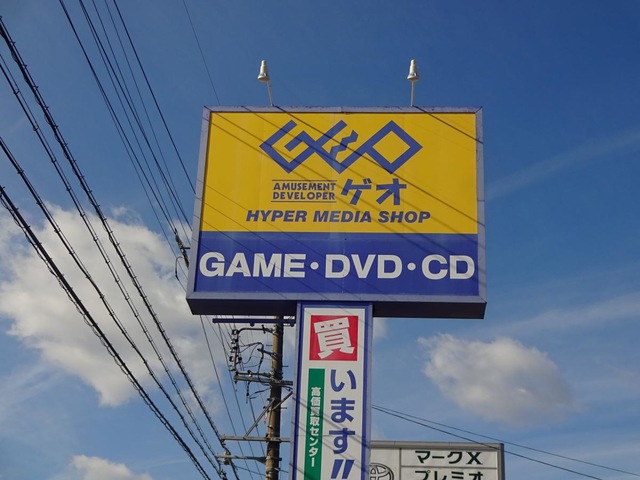 GEO
AMUSEMENT
DEVELOPER
ゲオ
HYPER MEDIA SHOP
GAME・DVD・CD
買います!!
高価買取センター
マークX
プレミオ